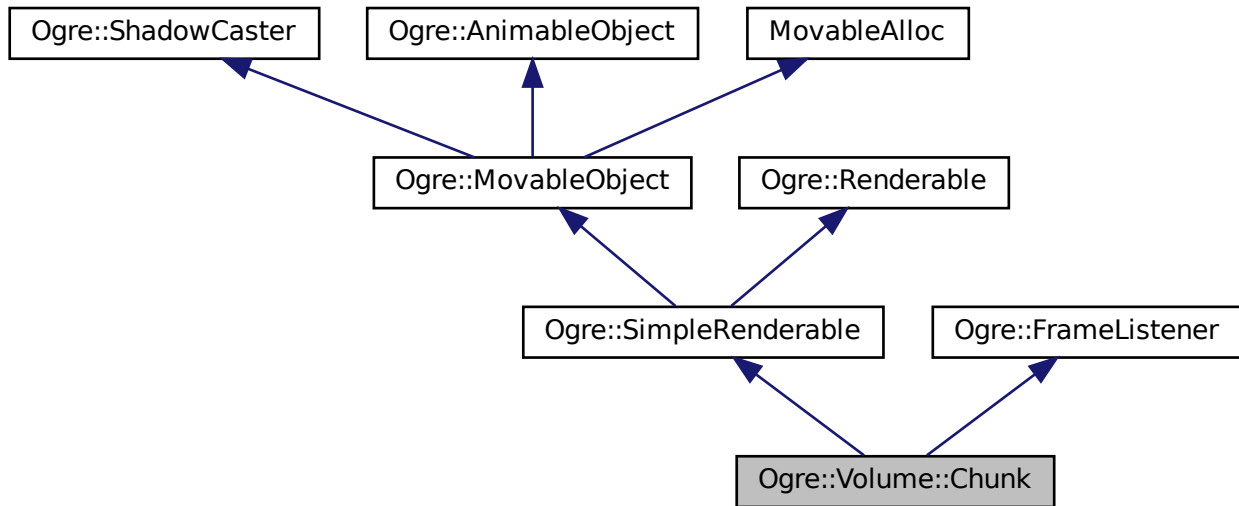 Ogre::ShadowCaster
Ogre::AnimableObject
MovableAlloc
Ogre::MovableObject
Ogre::Renderable
Ogre::SimpleRenderable
Ogre::FrameListener
Ogre::Volume::Chunk